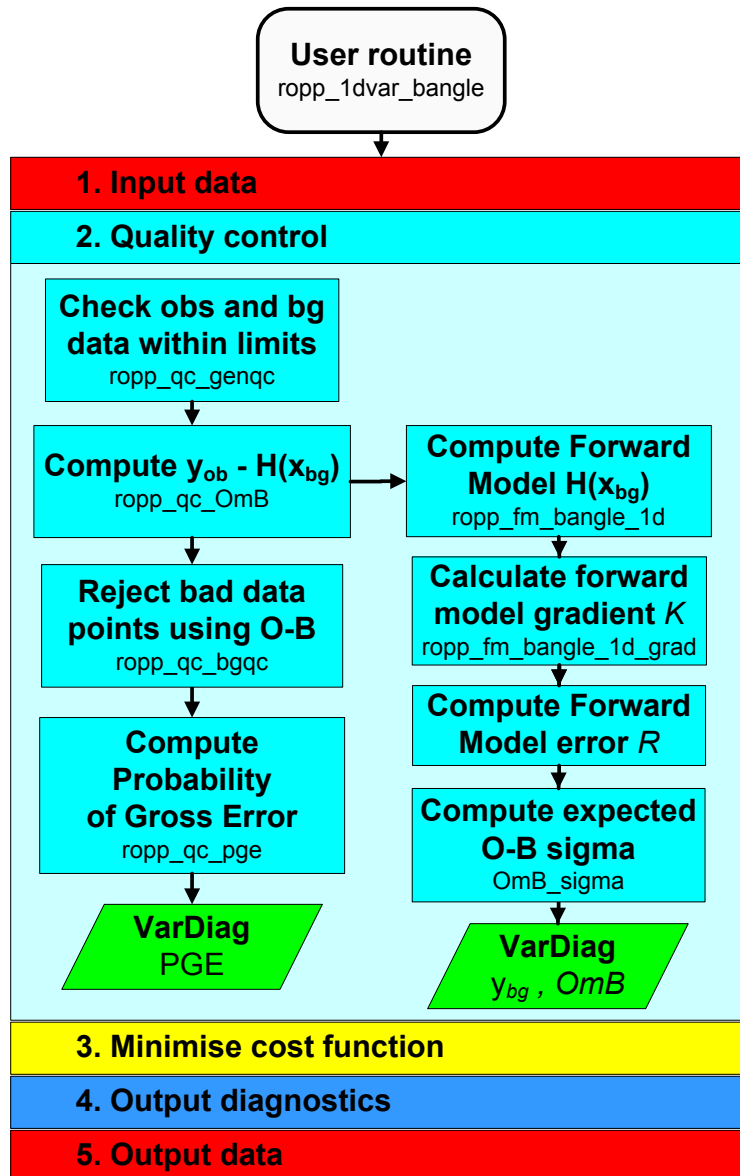 User routine
ropp_1dvar_bangle
1. Input data
2. Quality control
Check obs and bg
data within limits
ropp_qc_genqc
Compute y_ob - H(x_bg)
ropp_qc_OmB
Reject bad data
points using O-B
ropp_qc_bgqc
Compute
Probability
of Gross Error
ropp_qc_pge
VarDiag
PGE
Compute Forward
Model H(x_bg)
ropp_fm_bangle_1d
Calculate forward
model gradient K
ropp_fm_bangle_1d_grad
Compute Forward
Model error R
Compute expected
O-B sigma
OmB_sigma
VarDiag
y_bg , OmB
3. Minimise cost function
4. Output diagnostics
5. Output data